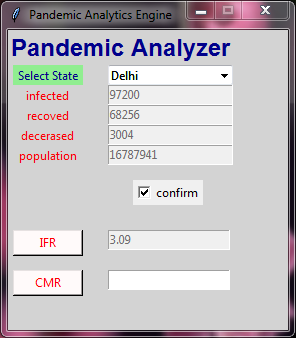 Pandemic Analytics Engine
Pandemic Analyzer
Select State Delhi
infected 97200
recoved 68256
decerased 3004
population 16787941
confirm
IFR 3.09
CMR